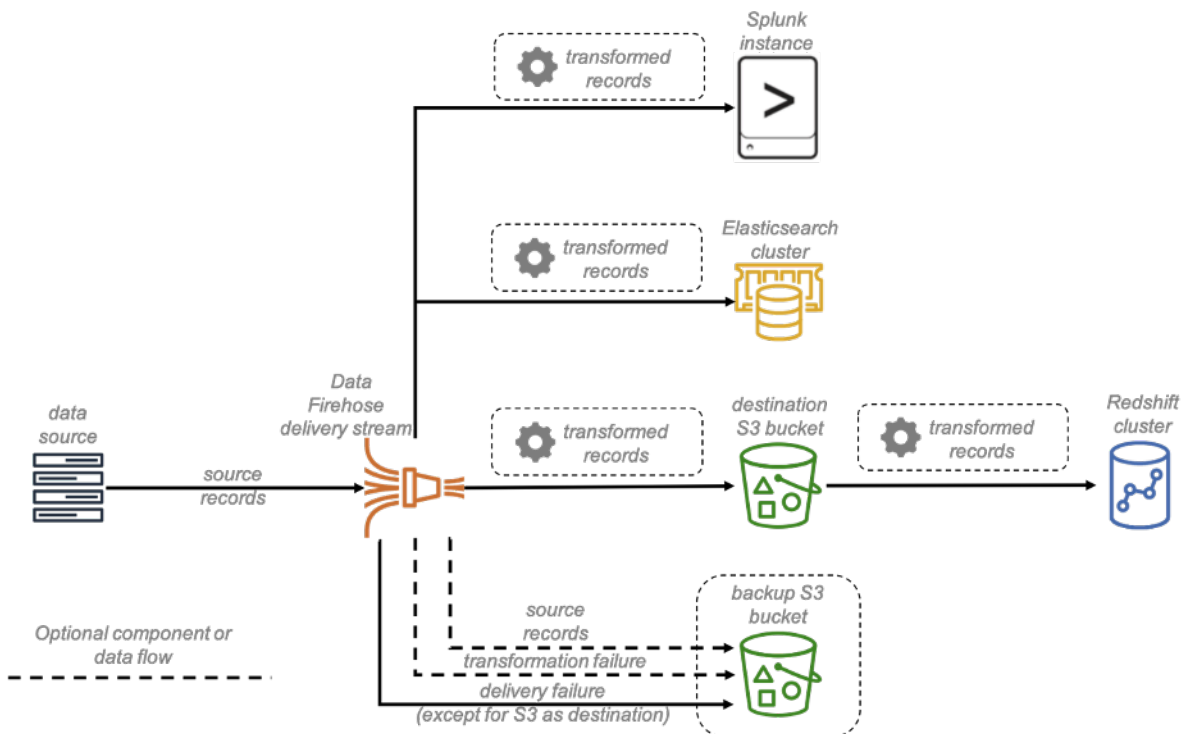 Splunk
instance
transformed
records
Elasticsearch
cluster
transformed
records
Data
Firehose
delivery stream
data
source
source
records
transformed
records
destination
S3 bucket
transformed
records
Redshift
cluster
backup S3
bucket
source
records
transformation failure
delivery failure
(except for S3 as destination)
Optional component or
data flow